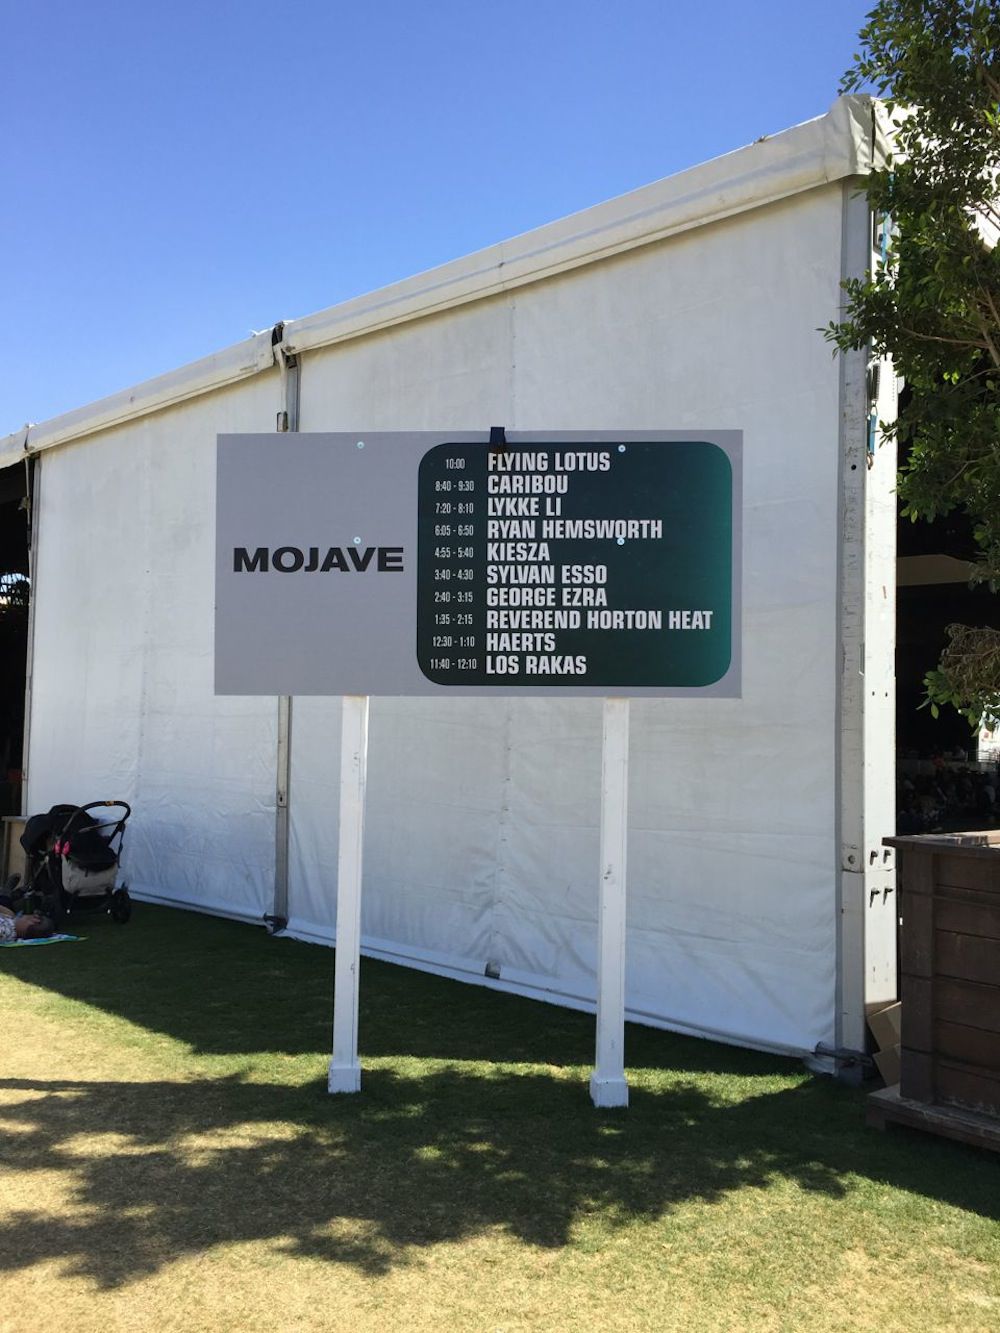 MOJAVE
10:00 FLYING LOTUS
8:40 - 9:30 CARIBOU
7:20 - 8:10 LYKKE LI
6:05 - 6:50 RYAN HEMSWORTH
4:55 - 5:40 KIESZA
3:40 - 4:30 SYLVAN ESSO
2:40 - 3:15 GEORGE EZRA
1:35 - 2:15 REVEREND HORTON HEAT
12:30 - 1:10 HAERTS
11:40 - 12:10 LOS RAKAS